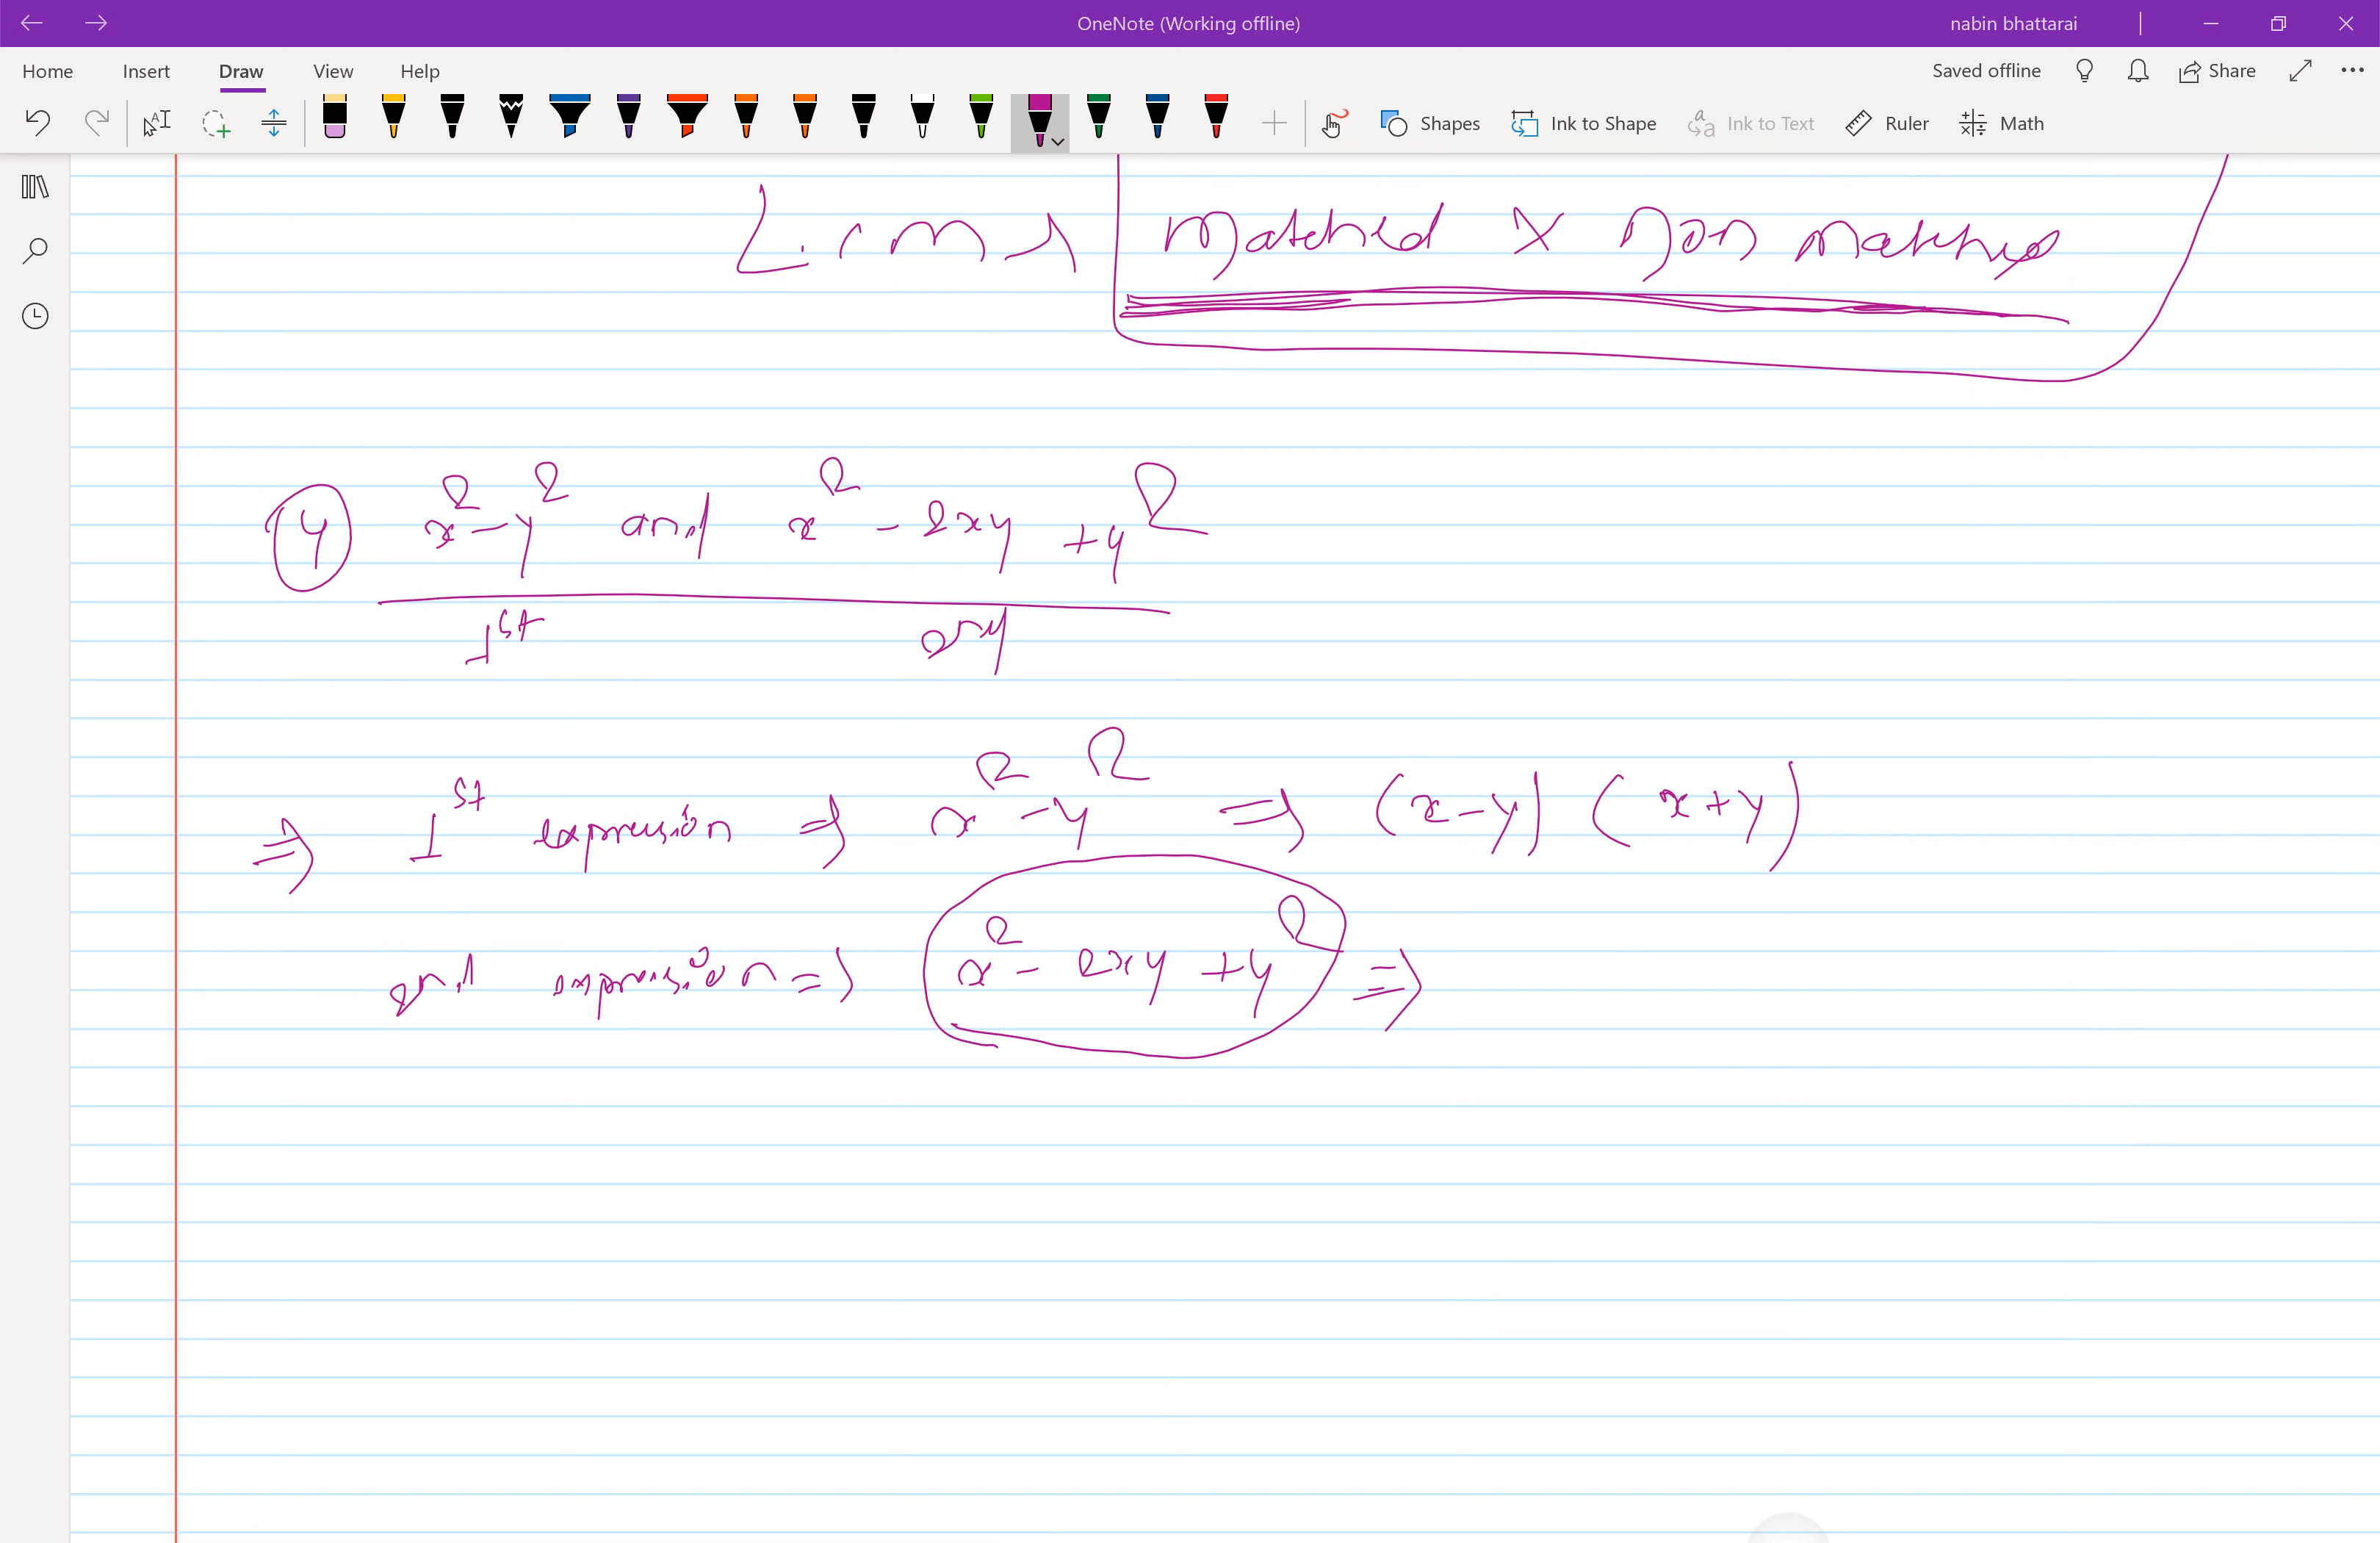 OneNote (Working offline) nabin bhattarai
Home Insert Draw View Help Saved offline Share
Shapes Ink to Shape Ink to Text Ruler Math
L.C.M → Matched × non matched
(4) x² - y² and x² - 2xy + y²
1st 2nd
⇒ 1st expression ⇒ x² - y² ⇒ (x-y) (x+y)
2nd expression ⇒ x² - 2xy + y² ⇒